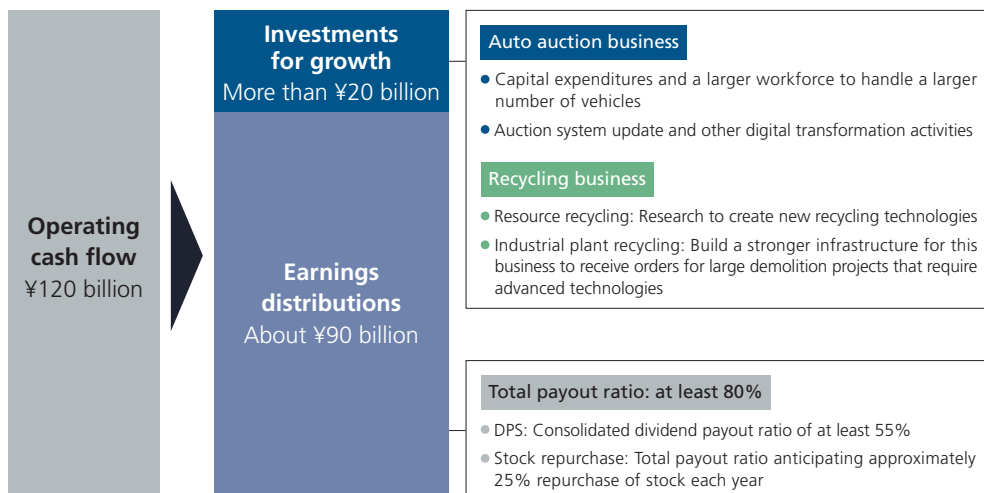 Operating
cash flow
¥120 billion
Investments
for growth
More than ¥20 billion
Earnings
distributions
About ¥90 billion
Auto auction business
● Capital expenditures and a larger workforce to handle a larger
number of vehicles
● Auction system update and other digital transformation activities
Recycling business
● Resource recycling: Research to create new recycling technologies
● Industrial plant recycling: Build a stronger infrastructure for this
business to receive orders for large demolition projects that require
advanced technologies
Total payout ratio: at least 80%
● DPS: Consolidated dividend payout ratio of at least 55%
● Stock repurchase: Total payout ratio anticipating approximately
25% repurchase of stock each year